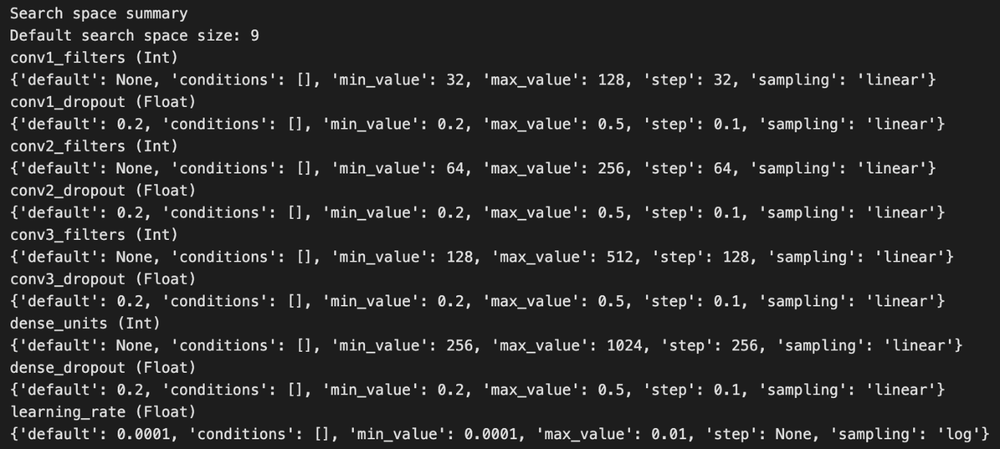 Search space summary
Default search space size: 9
conv1_filters (Int)
{'default': None, 'conditions': [], 'min_value': 32, 'max_value': 128, 'step': 32, 'sampling': 'linear'}
conv1_dropout (Float)
{'default': 0.2, 'conditions': [], 'min_value': 0.2, 'max_value': 0.5, 'step': 0.1, 'sampling': 'linear'}
conv2_filters (Int)
{'default': None, 'conditions': [], 'min_value': 64, 'max_value': 256, 'step': 64, 'sampling': 'linear'}
conv2_dropout (Float)
{'default': 0.2, 'conditions': [], 'min_value': 0.2, 'max_value': 0.5, 'step': 0.1, 'sampling': 'linear'}
conv3_filters (Int)
{'default': None, 'conditions': [], 'min_value': 128, 'max_value': 512, 'step': 128, 'sampling': 'linear'}
conv3_dropout (Float)
{'default': 0.2, 'conditions': [], 'min_value': 0.2, 'max_value': 0.5, 'step': 0.1, 'sampling': 'linear'}
dense_units (Int)
{'default': None, 'conditions': [], 'min_value': 256, 'max_value': 1024, 'step': 256, 'sampling': 'linear'}
dense_dropout (Float)
{'default': 0.2, 'conditions': [], 'min_value': 0.2, 'max_value': 0.5, 'step': 0.1, 'sampling': 'linear'}
learning_rate (Float)
{'default': 0.0001, 'conditions': [], 'min_value': 0.0001, 'max_value': 0.01, 'step': None, 'sampling': 'log'}